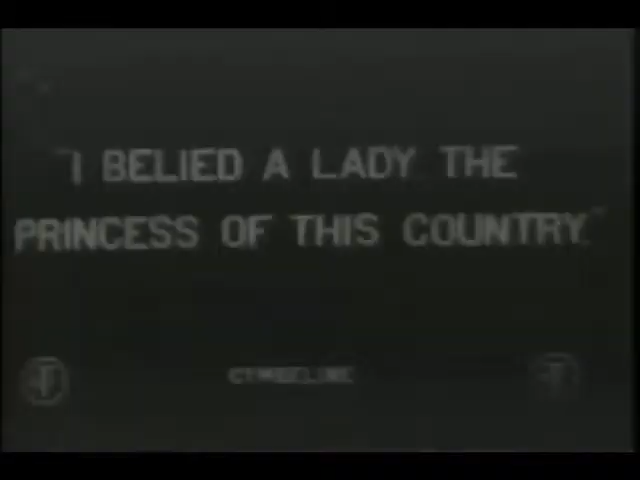 "I BELIED A LADY THE
PRINCESS OF THIS COUNTRY."
CYMBELINE